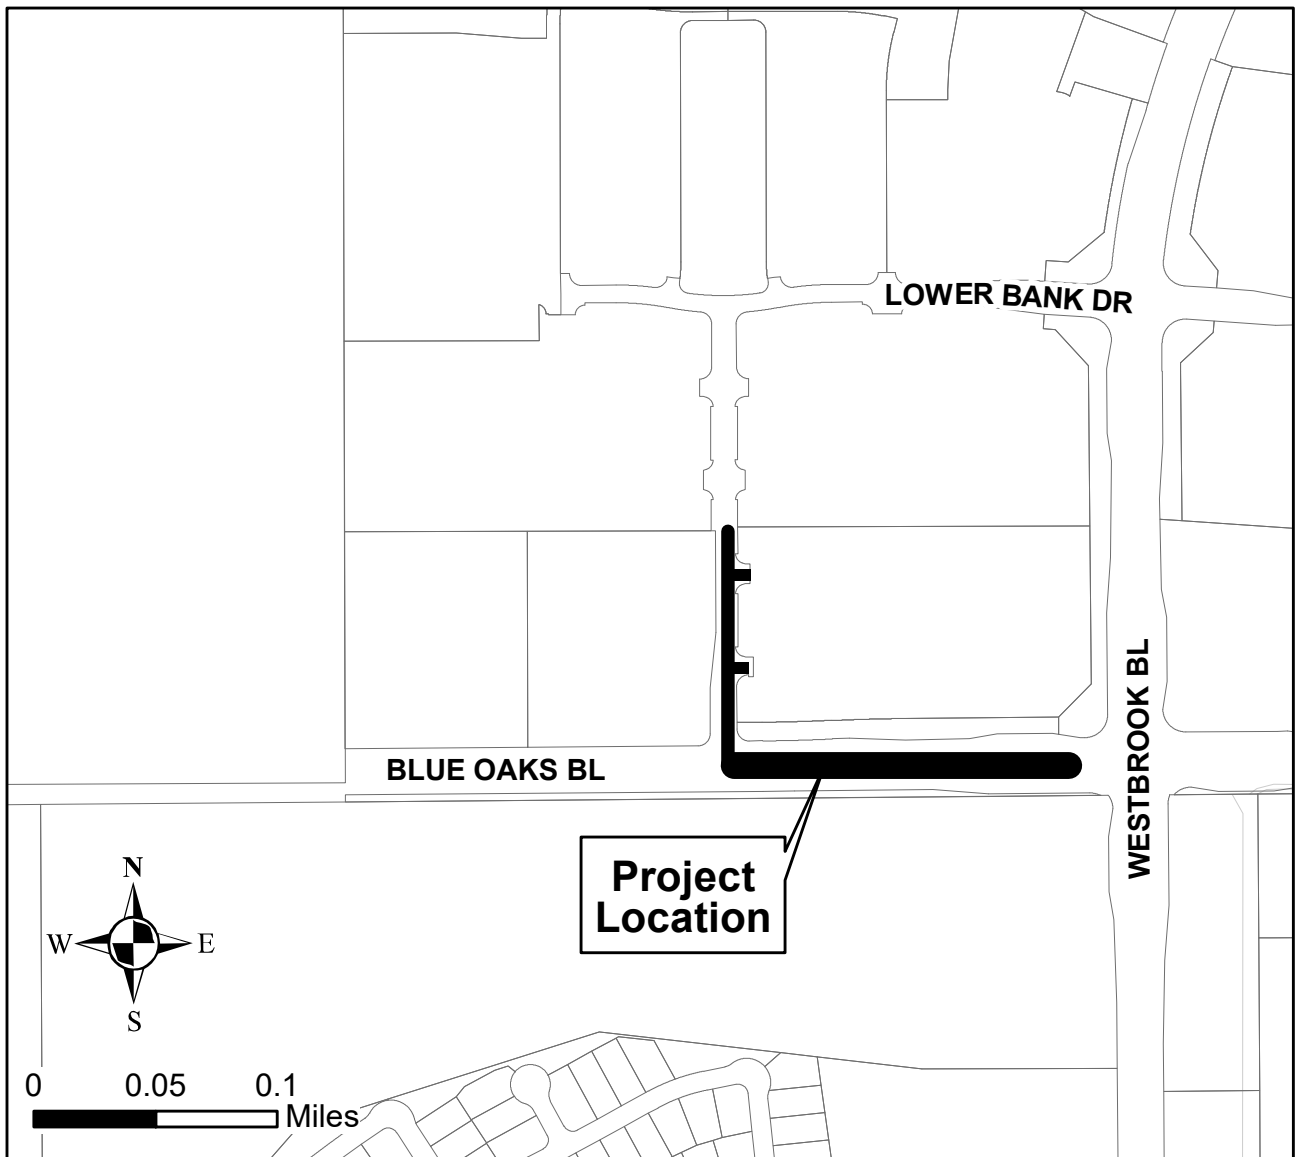 LOWER BANK DR
WESTBROOK BL
BLUE OAKS BL
Project
Location
N
W
E
S
0 0.05 0.1
Miles